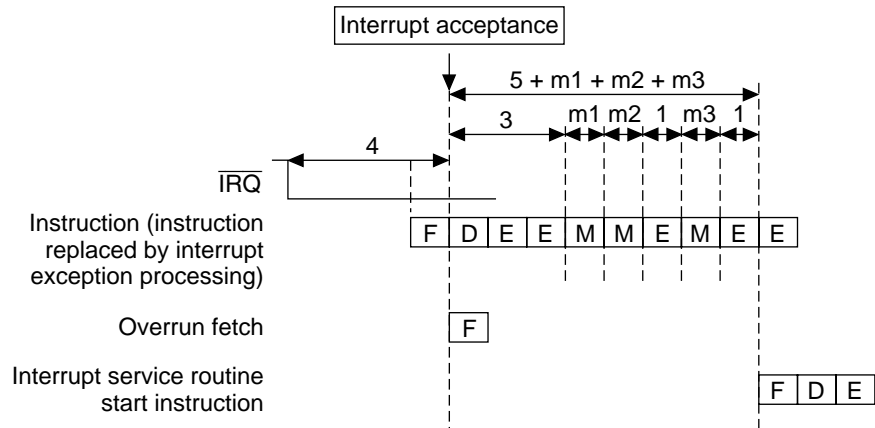 Interrupt acceptance
5 + m1 + m2 + m3
3 m1 m2 1 m3 1
4
IRQ
Instruction (instruction
replaced by interrupt
exception processing)
F D E E M M E M E E
Overrun fetch
F
Interrupt service routine
start instruction
F D E